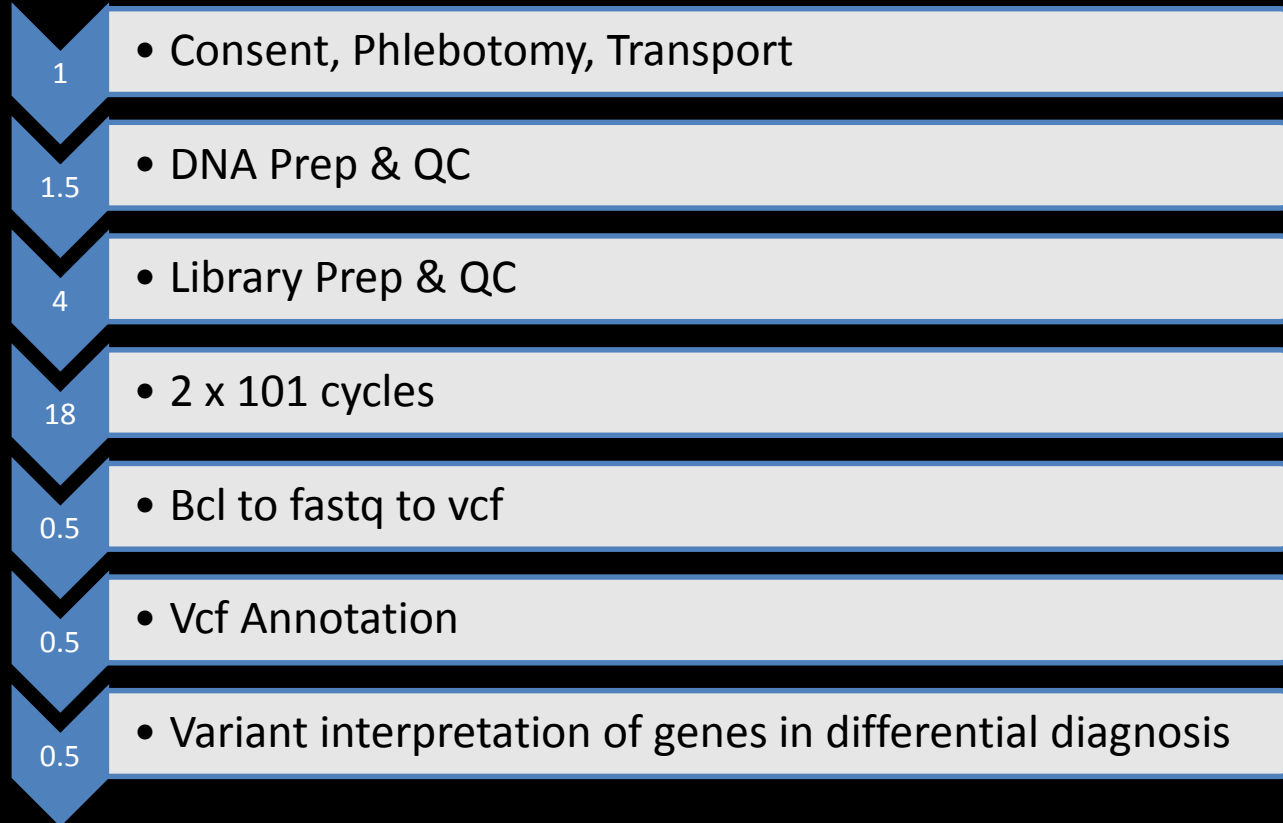 1
• Consent, Phlebotomy, Transport
1.5
• DNA Prep & QC
4
• Library Prep & QC
18
• 2 x 101 cycles
0.5
• Bcl to fastq to vcf
0.5
• Vcf Annotation
0.5
• Variant interpretation of genes in differential diagnosis